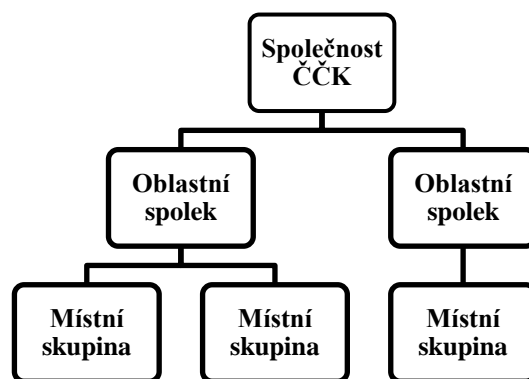 Společnost
ČČK
Oblastní
spolek
Oblastní
spolek
Místní
skupina
Místní
skupina
Místní
skupina